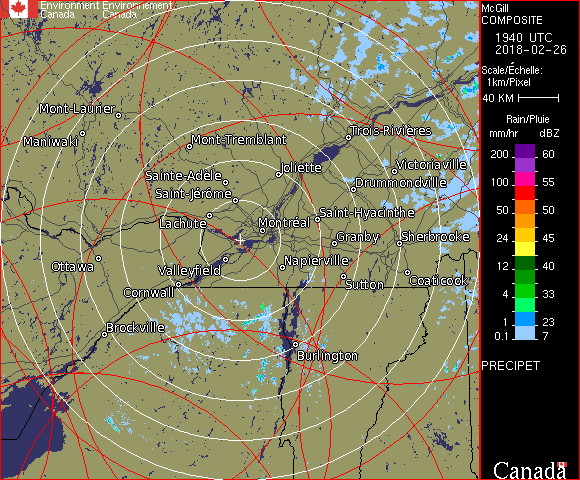 Environment Environnement
Canada Canada
McGill
COMPOSITE
1940 UTC
2018-02-26
Scale/Échelle:
1km/Pixel
40 KM
Rain/Pluie
mm/hr dBZ
200 60
100 55
50 50
24 45
12 40
4 33
1 23
0.1 7
PRECIPET
Canada
Mont-Laurier
Maniwaki
Mont-Tremblant
Trois-Rivières
Joliette
Victoriaville
Sainte-Adèle
Drummondville
Saint-Jérôme
Lachute
Saint-Hyacinthe
Montréal
Granby
Sherbrooke
Ottawa
Valleyfield
Napierville
Cornwall
Sutton
Coaticook
Brockville
Burlington